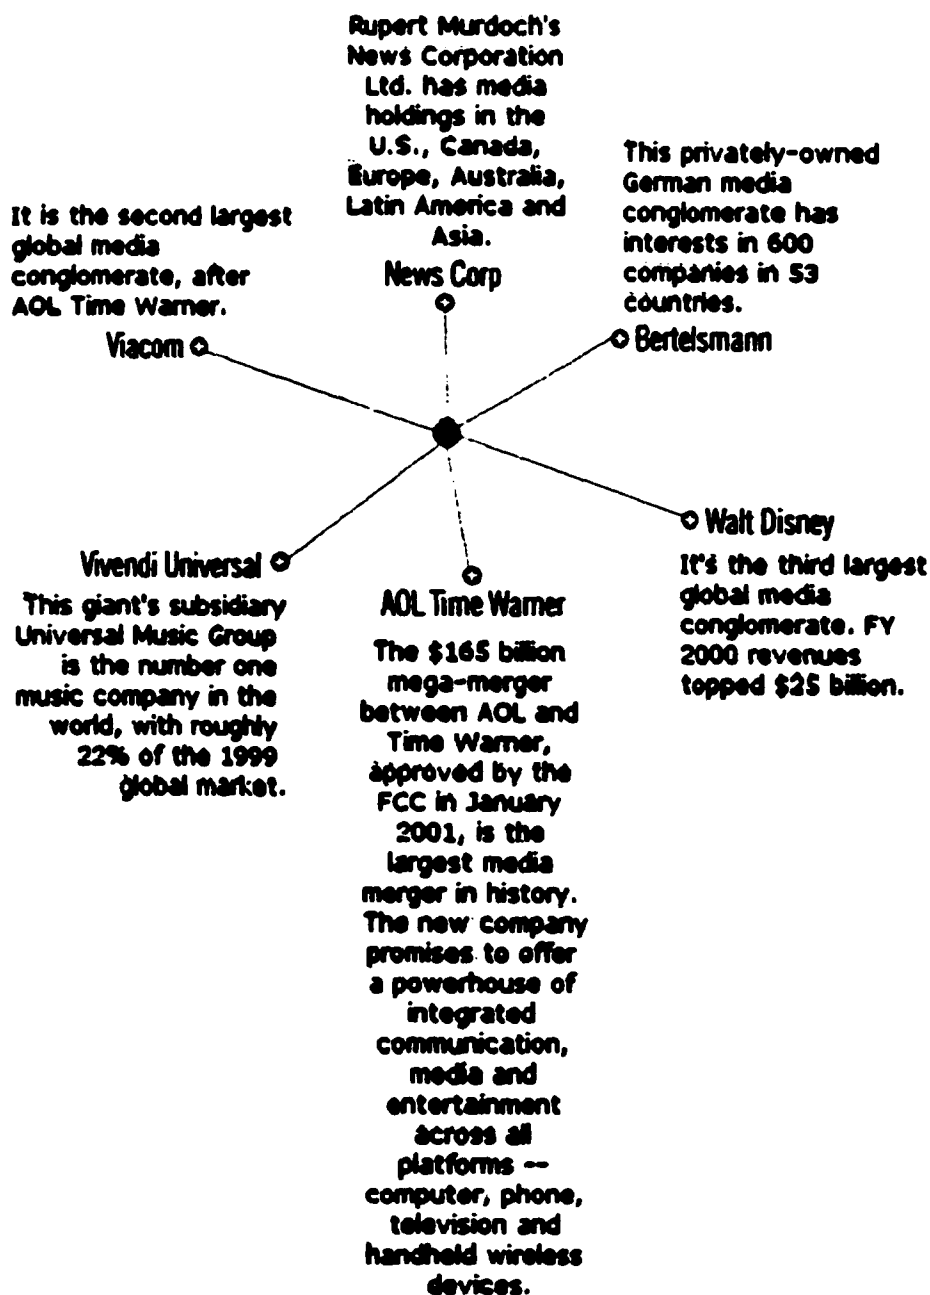 Rupert Murdoch's
News Corporation
Ltd. has media
holdings in the
U.S., Canada,
Europe, Australia,
Latin America and
Asia.
News Corp
This privately-owned
German media
conglomerate has
interests in 600
companies in 53
countries.
Bertelsmann
It is the second largest
global media
conglomerate, after
AOL Time Warner.
Viacom
Walt Disney
It's the third largest
global media
conglomerate. FY
2000 revenues
topped $25 billion.
Vivendi Universal
This giant's subsidiary
Universal Music Group
is the number one
music company in the
world, with roughly
22% of the 1999
global market.
AOL Time Warner
The $165 billion
mega-merger
between AOL and
Time Warner,
approved by the
FCC in January
2001, is the
largest media
merger in history.
The new company
promises to offer
a powerhouse of
integrated
communication,
media and
entertainment
across all
platforms --
computer, phone,
television and
handheld wireless
devices.